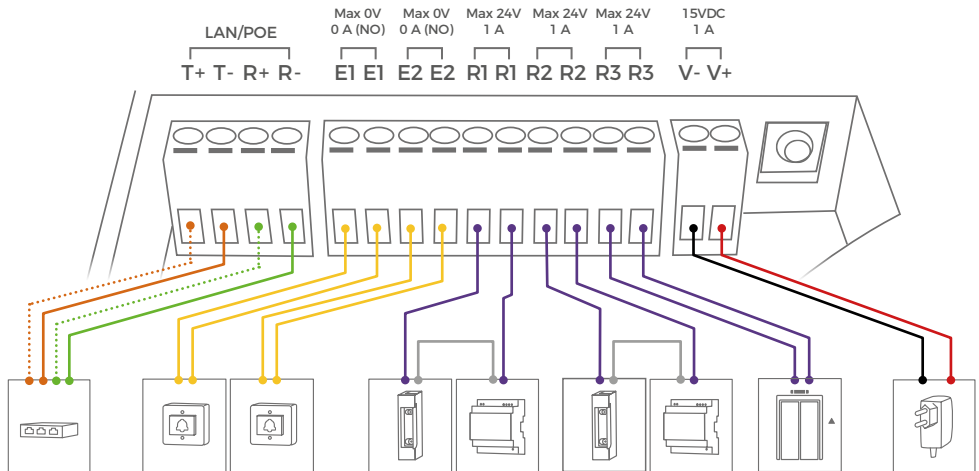 LAN/POE
Max 0V
0 A (NO)
Max 0V
0 A (NO)
Max 24V
1 A
Max 24V
1 A
Max 24V
1 A
15VDC
1 A
T+ T- R+ R- E1 E1 E2 E2 R1 R1 R2 R2 R3 R3 V- V+